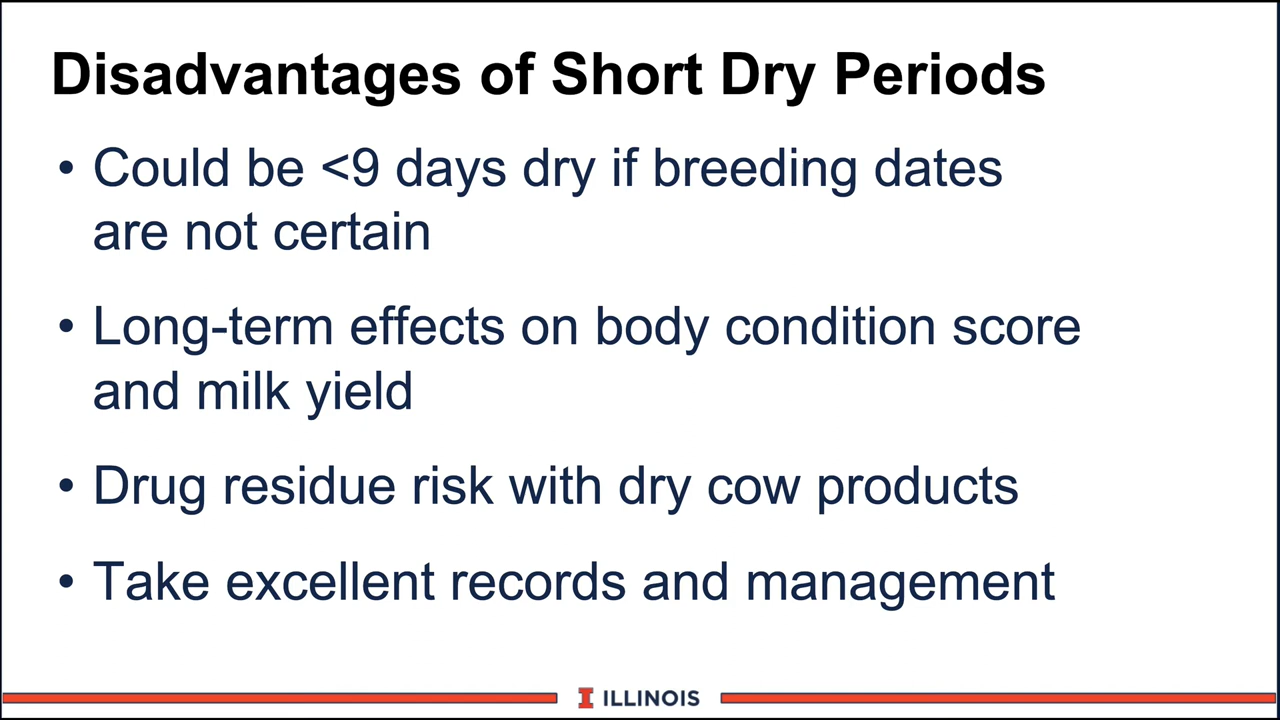 Disadvantages of Short Dry Periods
• Could be <9 days dry if breeding dates
are not certain
• Long-term effects on body condition score
and milk yield
• Drug residue risk with dry cow products
• Take excellent records and management
I ILLINOIS